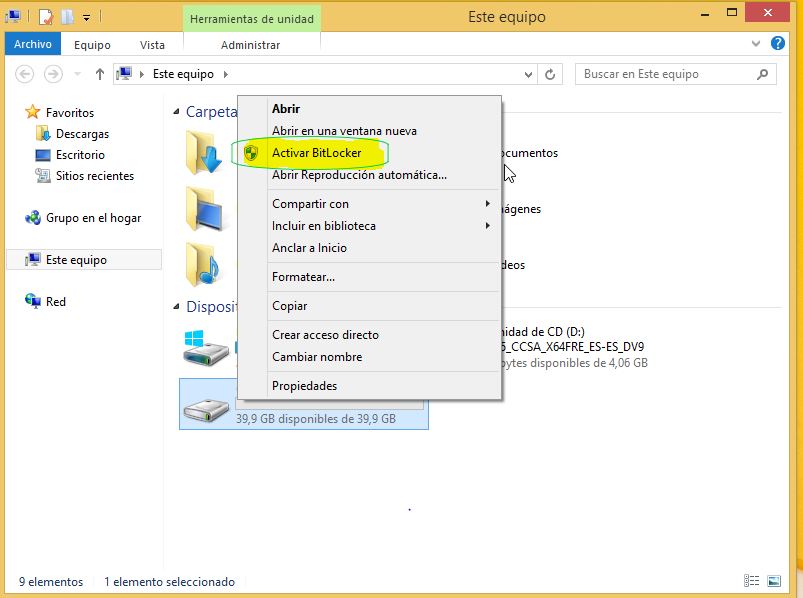 Herramientas de unidad
Este equipo
Archivo
Equipo
Vista
Administrar
Este equipo
Buscar en Este equipo
Favoritos
Descargas
Escritorio
Sitios recientes
Grupo en el hogar
Este equipo
Red
Carpeta
Abrir
Abrir en una ventana nueva
Activar BitLocker
Abrir Reproducción automática...
Compartir con
Incluir en biblioteca
Anclar a Inicio
Formatear...
Copiar
Crear acceso directo
Cambiar nombre
Propiedades
ocumentos
ágenes
deos
Disposit
nidad de CD (D:)
5_CCSA_X64FRE_ES-ES_DV9
bytes disponibles de 4,06 GB
39,9 GB disponibles de 39,9 GB
9 elementos
1 elemento seleccionado